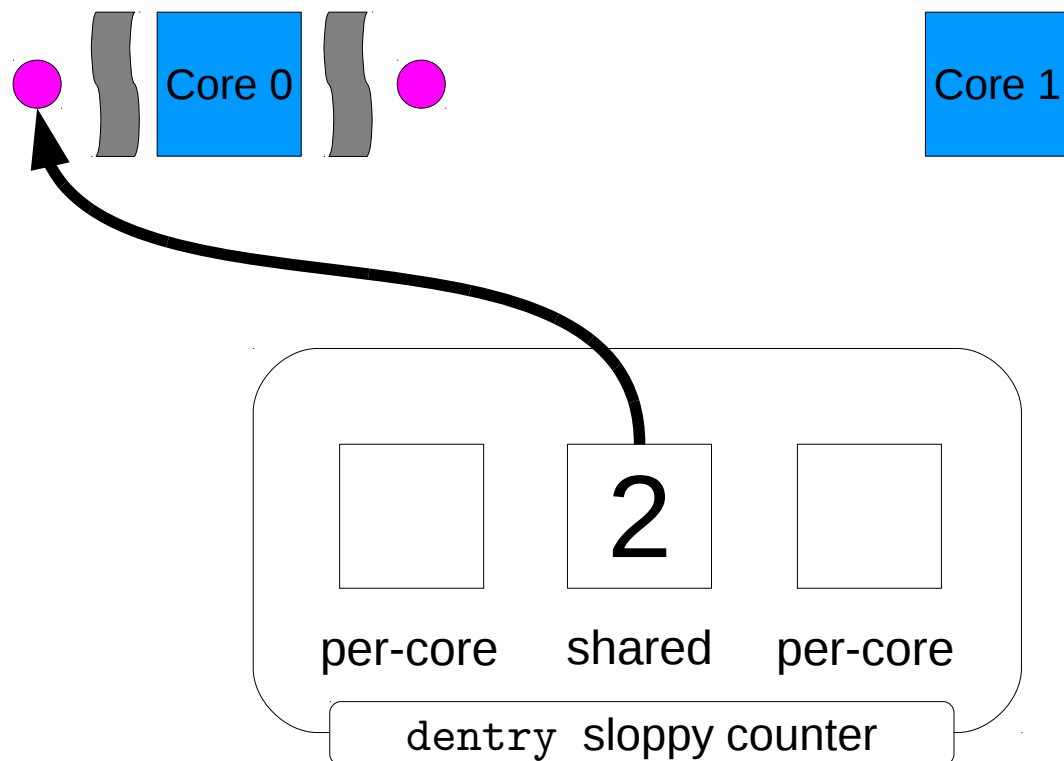 Core 0
Core 1
2
per-core
shared
per-core
dentry sloppy counter